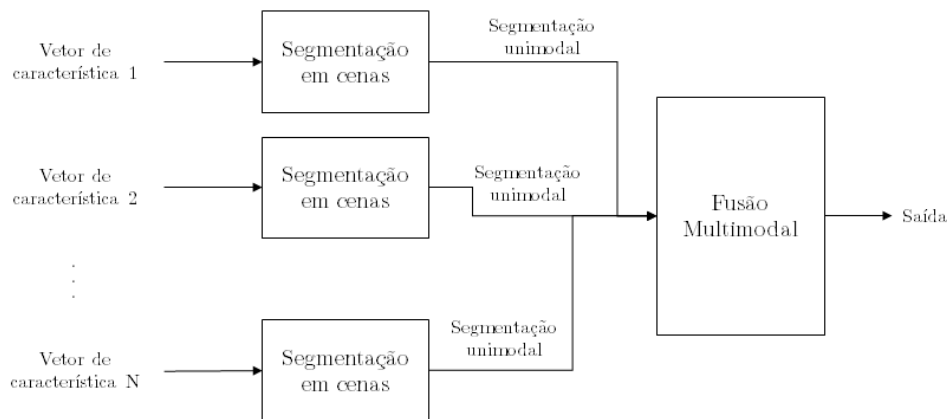 Vetor de
característica 1
Segmentação
em cenas
Segmentação
unimodal
Vetor de
característica 2
Segmentação
em cenas
Segmentação
unimodal
Fusão
Multimodal
Saída
.
.
.
Vetor de
característica N
Segmentação
em cenas
Segmentação
unimodal